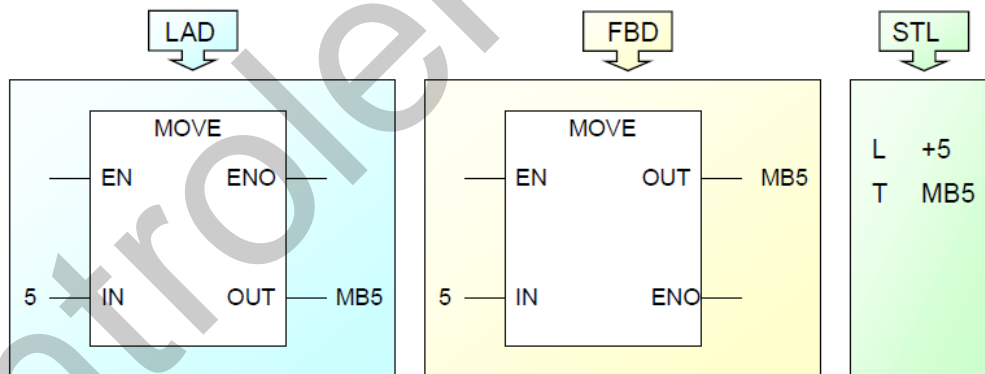 LAD
FBD
STL
MOVE
EN ENO
5 IN OUT MB5
MOVE
EN OUT MB5
5 IN ENO
L +5
T MB5